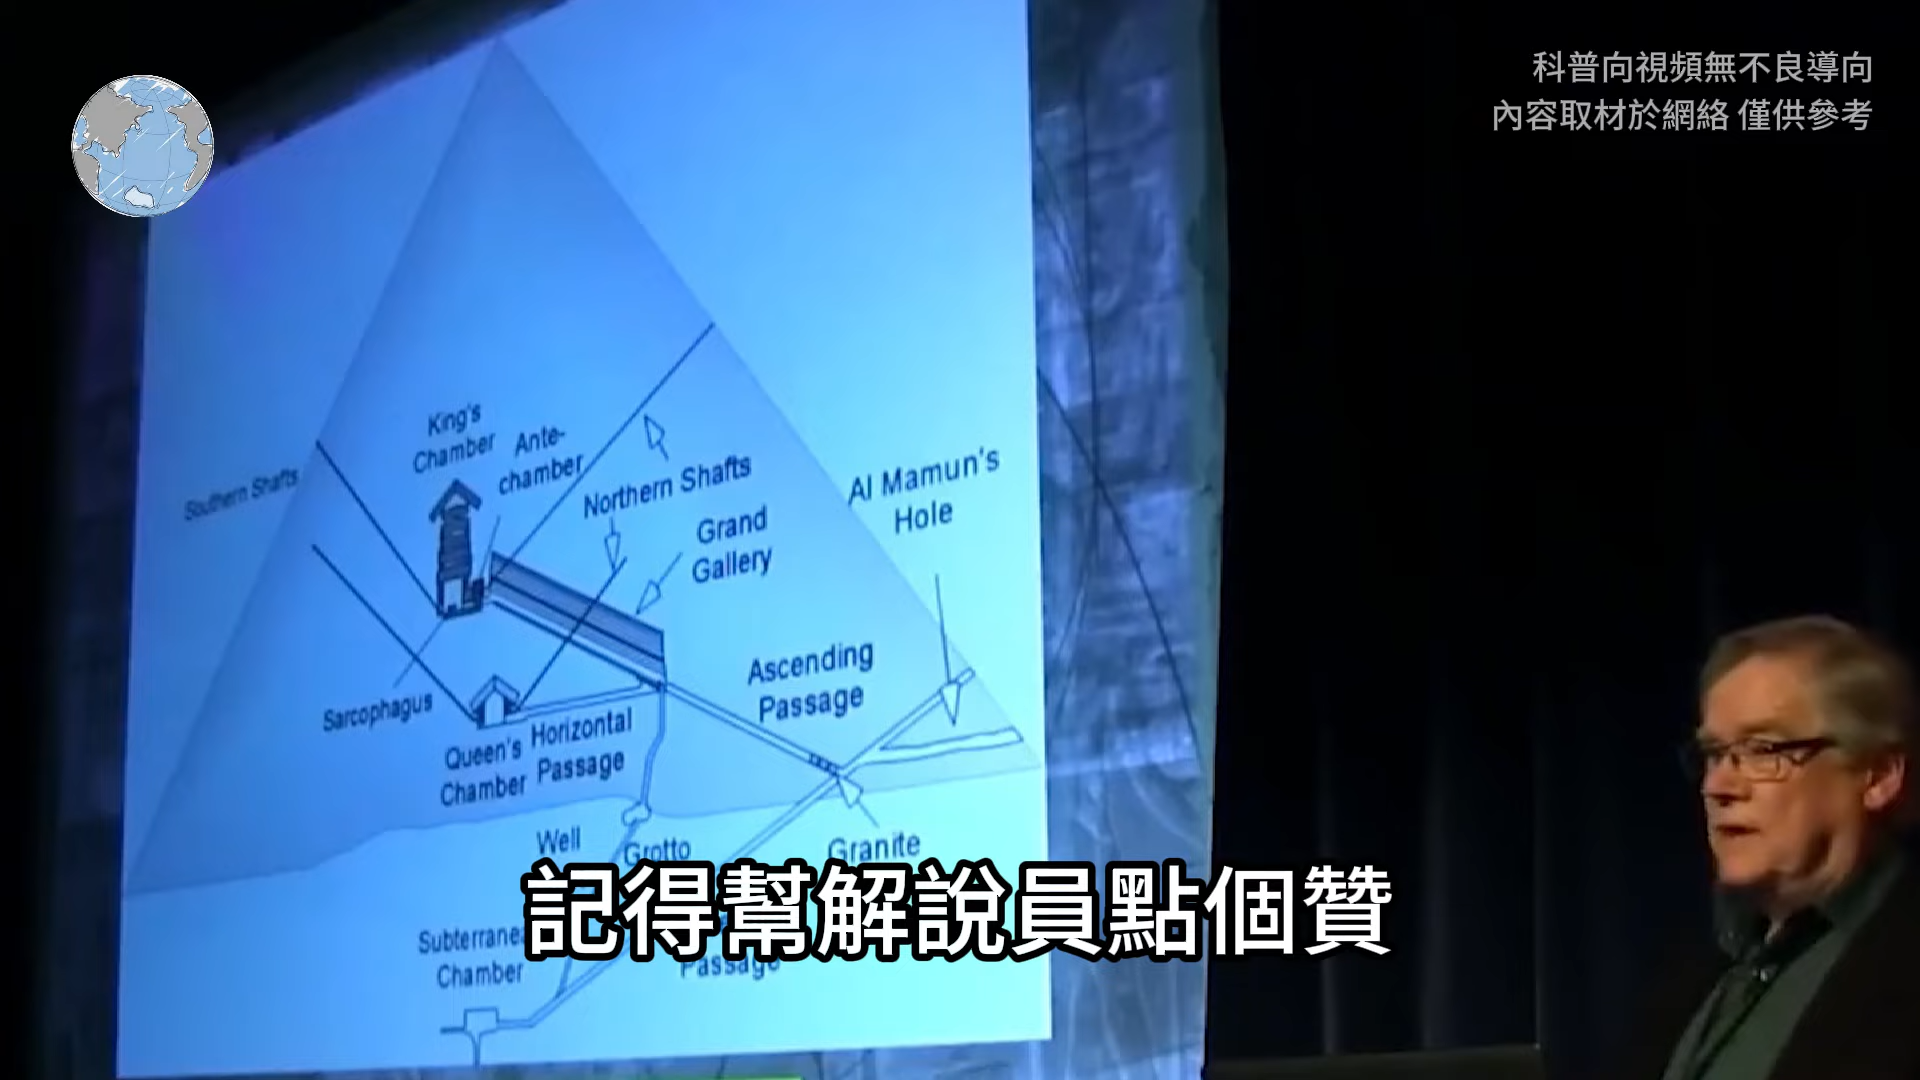 科普向視頻無不良導向
內容取材於網絡 僅供參考
King's
Chamber
Ante-
chamber
Southern Shafts
Northern Shafts
Al Mamun's
Hole
Grand
Gallery
Ascending
Passage
Sarcophagus
Queen's
Chamber
Horizontal
Passage
Well
Grotto
Granite
記得幫解說員點個贊
Chamber
Passage